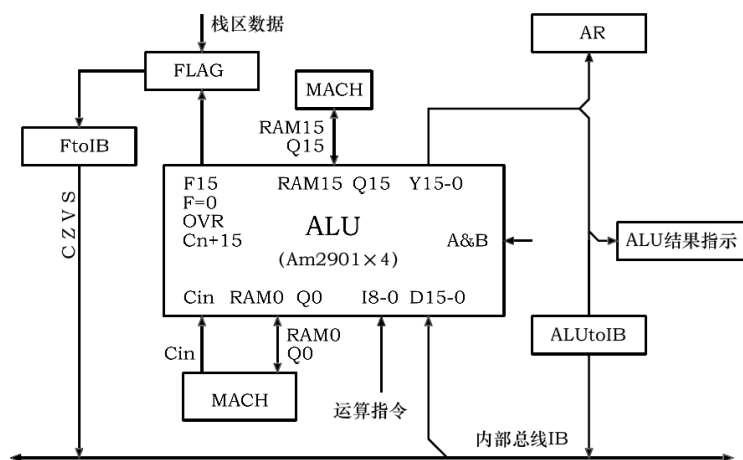 栈区数据
AR
FLAG
MACH
FtoIB
RAM15
Q15
F15
RAM15 Q15 Y15-0
F=0
OVR
Cn+15
ALU
(Am2901×4)
A&B
CZVS
ALU结果指示
Cin RAM0 Q0 I8-0 D15-0
Cin
RAM0
Q0
ALUtoIB
MACH
运算指令
内部总线IB